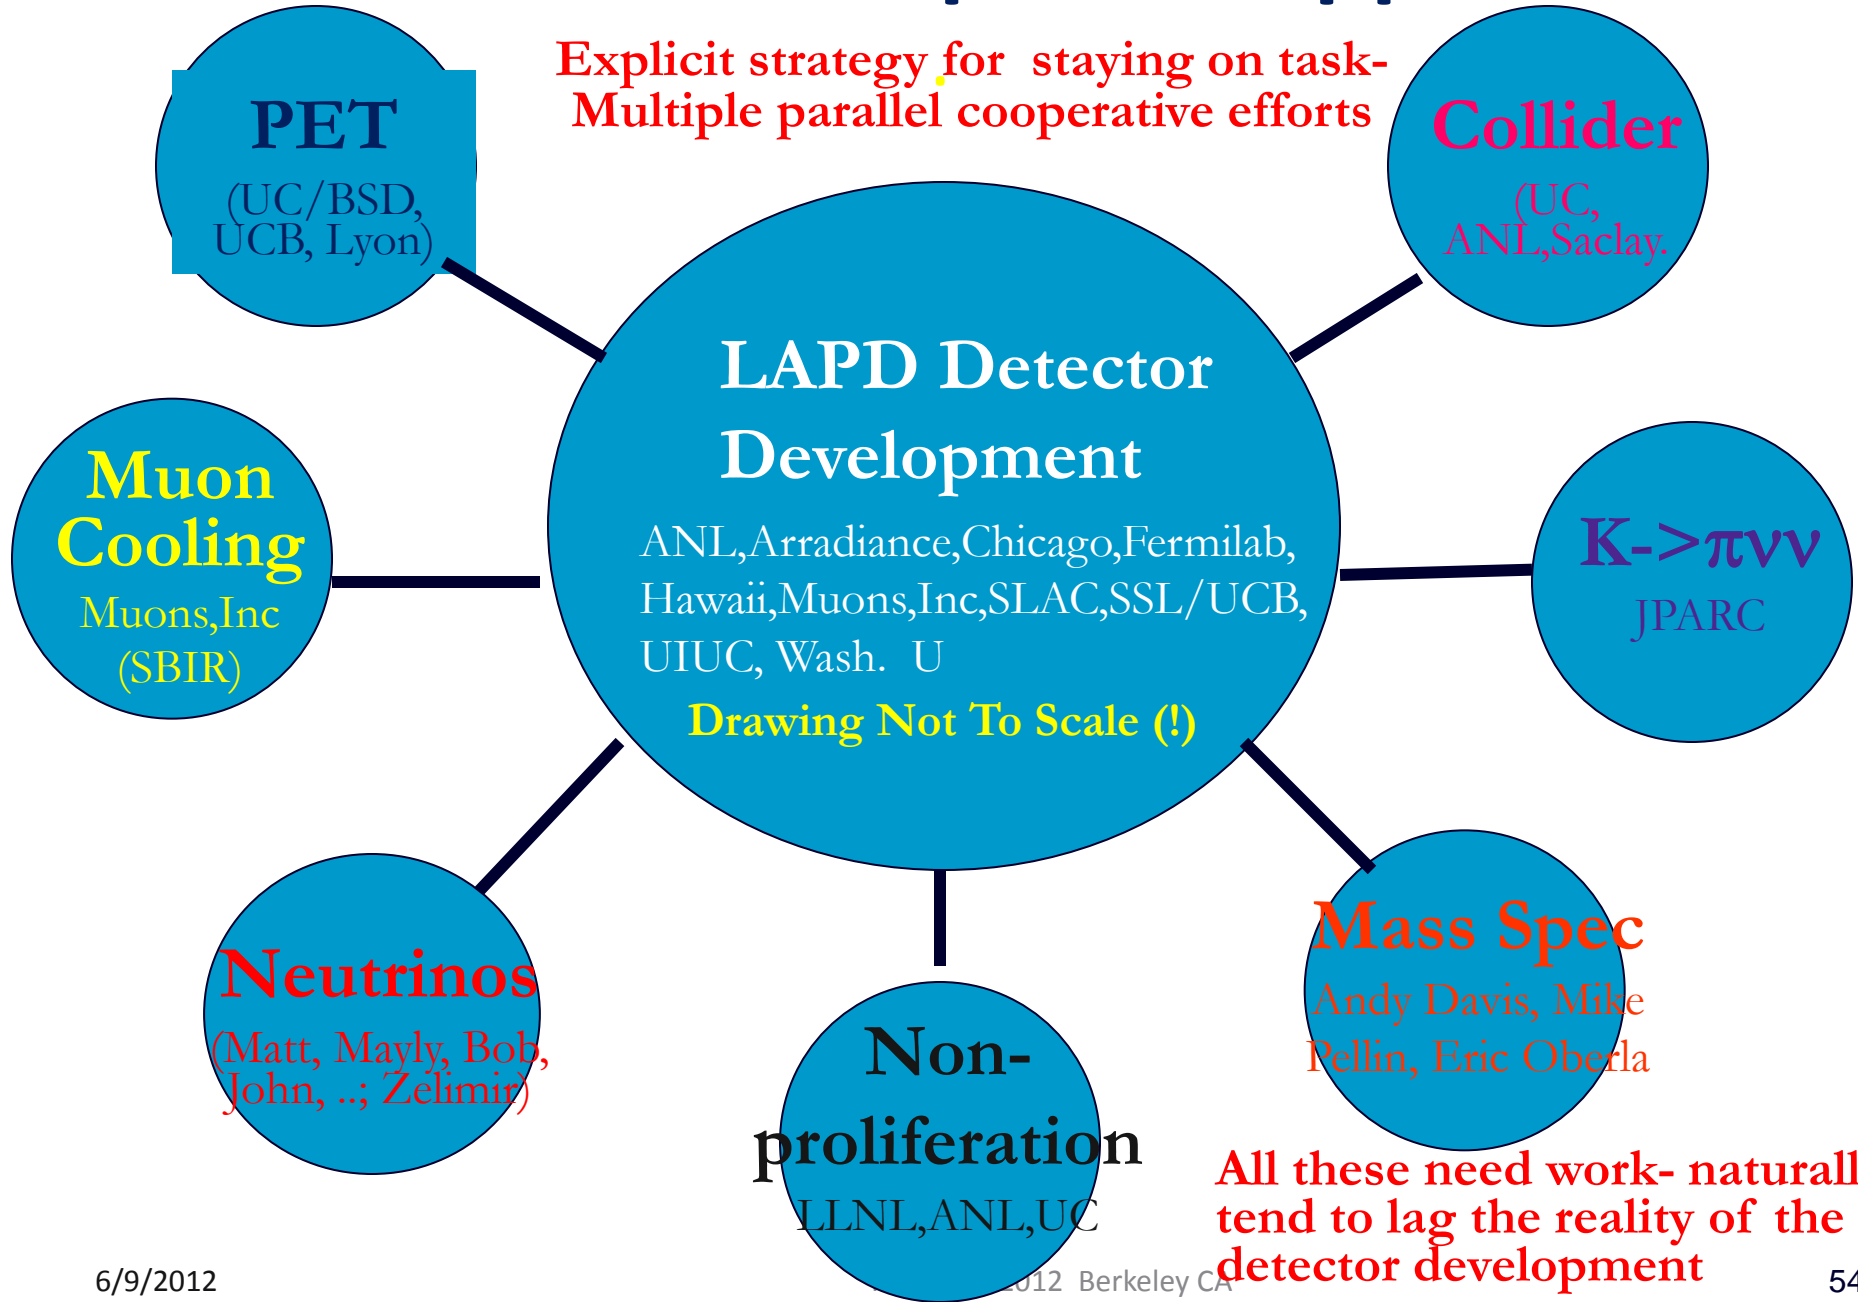 Explicit strategy for staying on task-
Multiple parallel cooperative efforts
PET
(UC/BSD,
UCB, Lyon)
Collider
(UC,
ANL,Saclay.
LAPD Detector
Development
ANL,Arradiance,Chicago,Fermilab,
Hawaii,Muons,Inc,SLAC,SSL/UCB,
UIUC, Wash. U
Drawing Not To Scale (!)
Muon
Cooling
Muons,Inc
(SBIR)
K->πνν
JPARC
Neutrinos
(Matt, Mayly, Bob,
John, ..; Zelimir)
Non-
proliferation
LLNL,ANL,UC
Mass Spec
Andy Davis, Mike
Pellin, Eric Oberla
All these need work- naturall
tend to lag the reality of the
detector development
6/9/2012
Berkeley CA
54